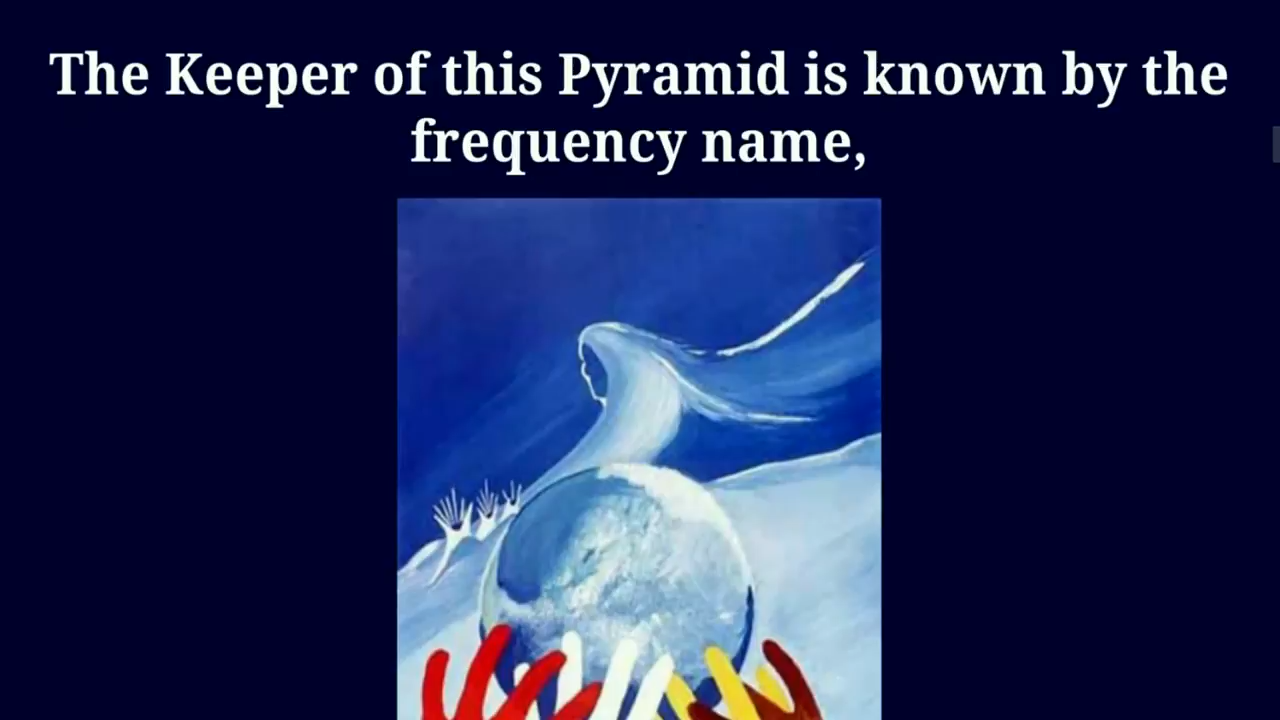 The Keeper of this Pyramid is known by the
frequency name,